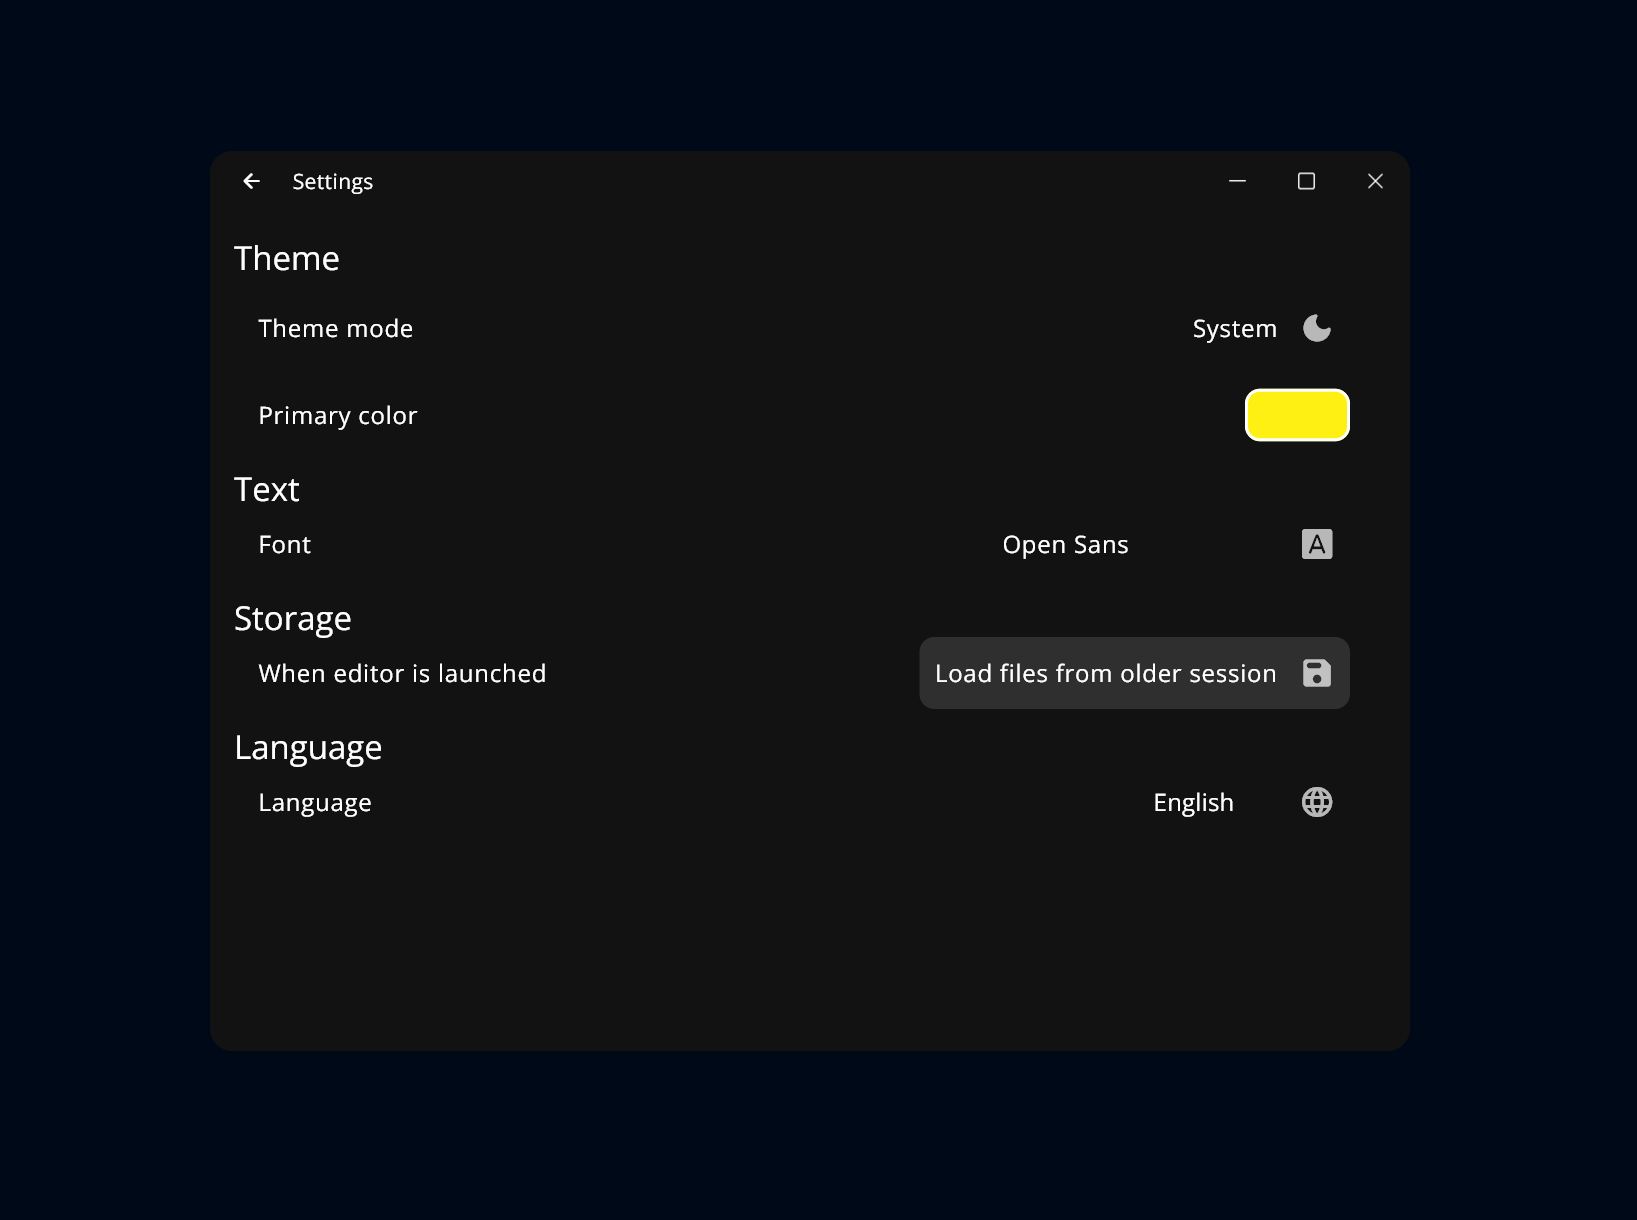 Settings
Theme
Theme mode System
Primary color
Text
Font Open Sans A
Storage
When editor is launched Load files from older session
Language
Language English